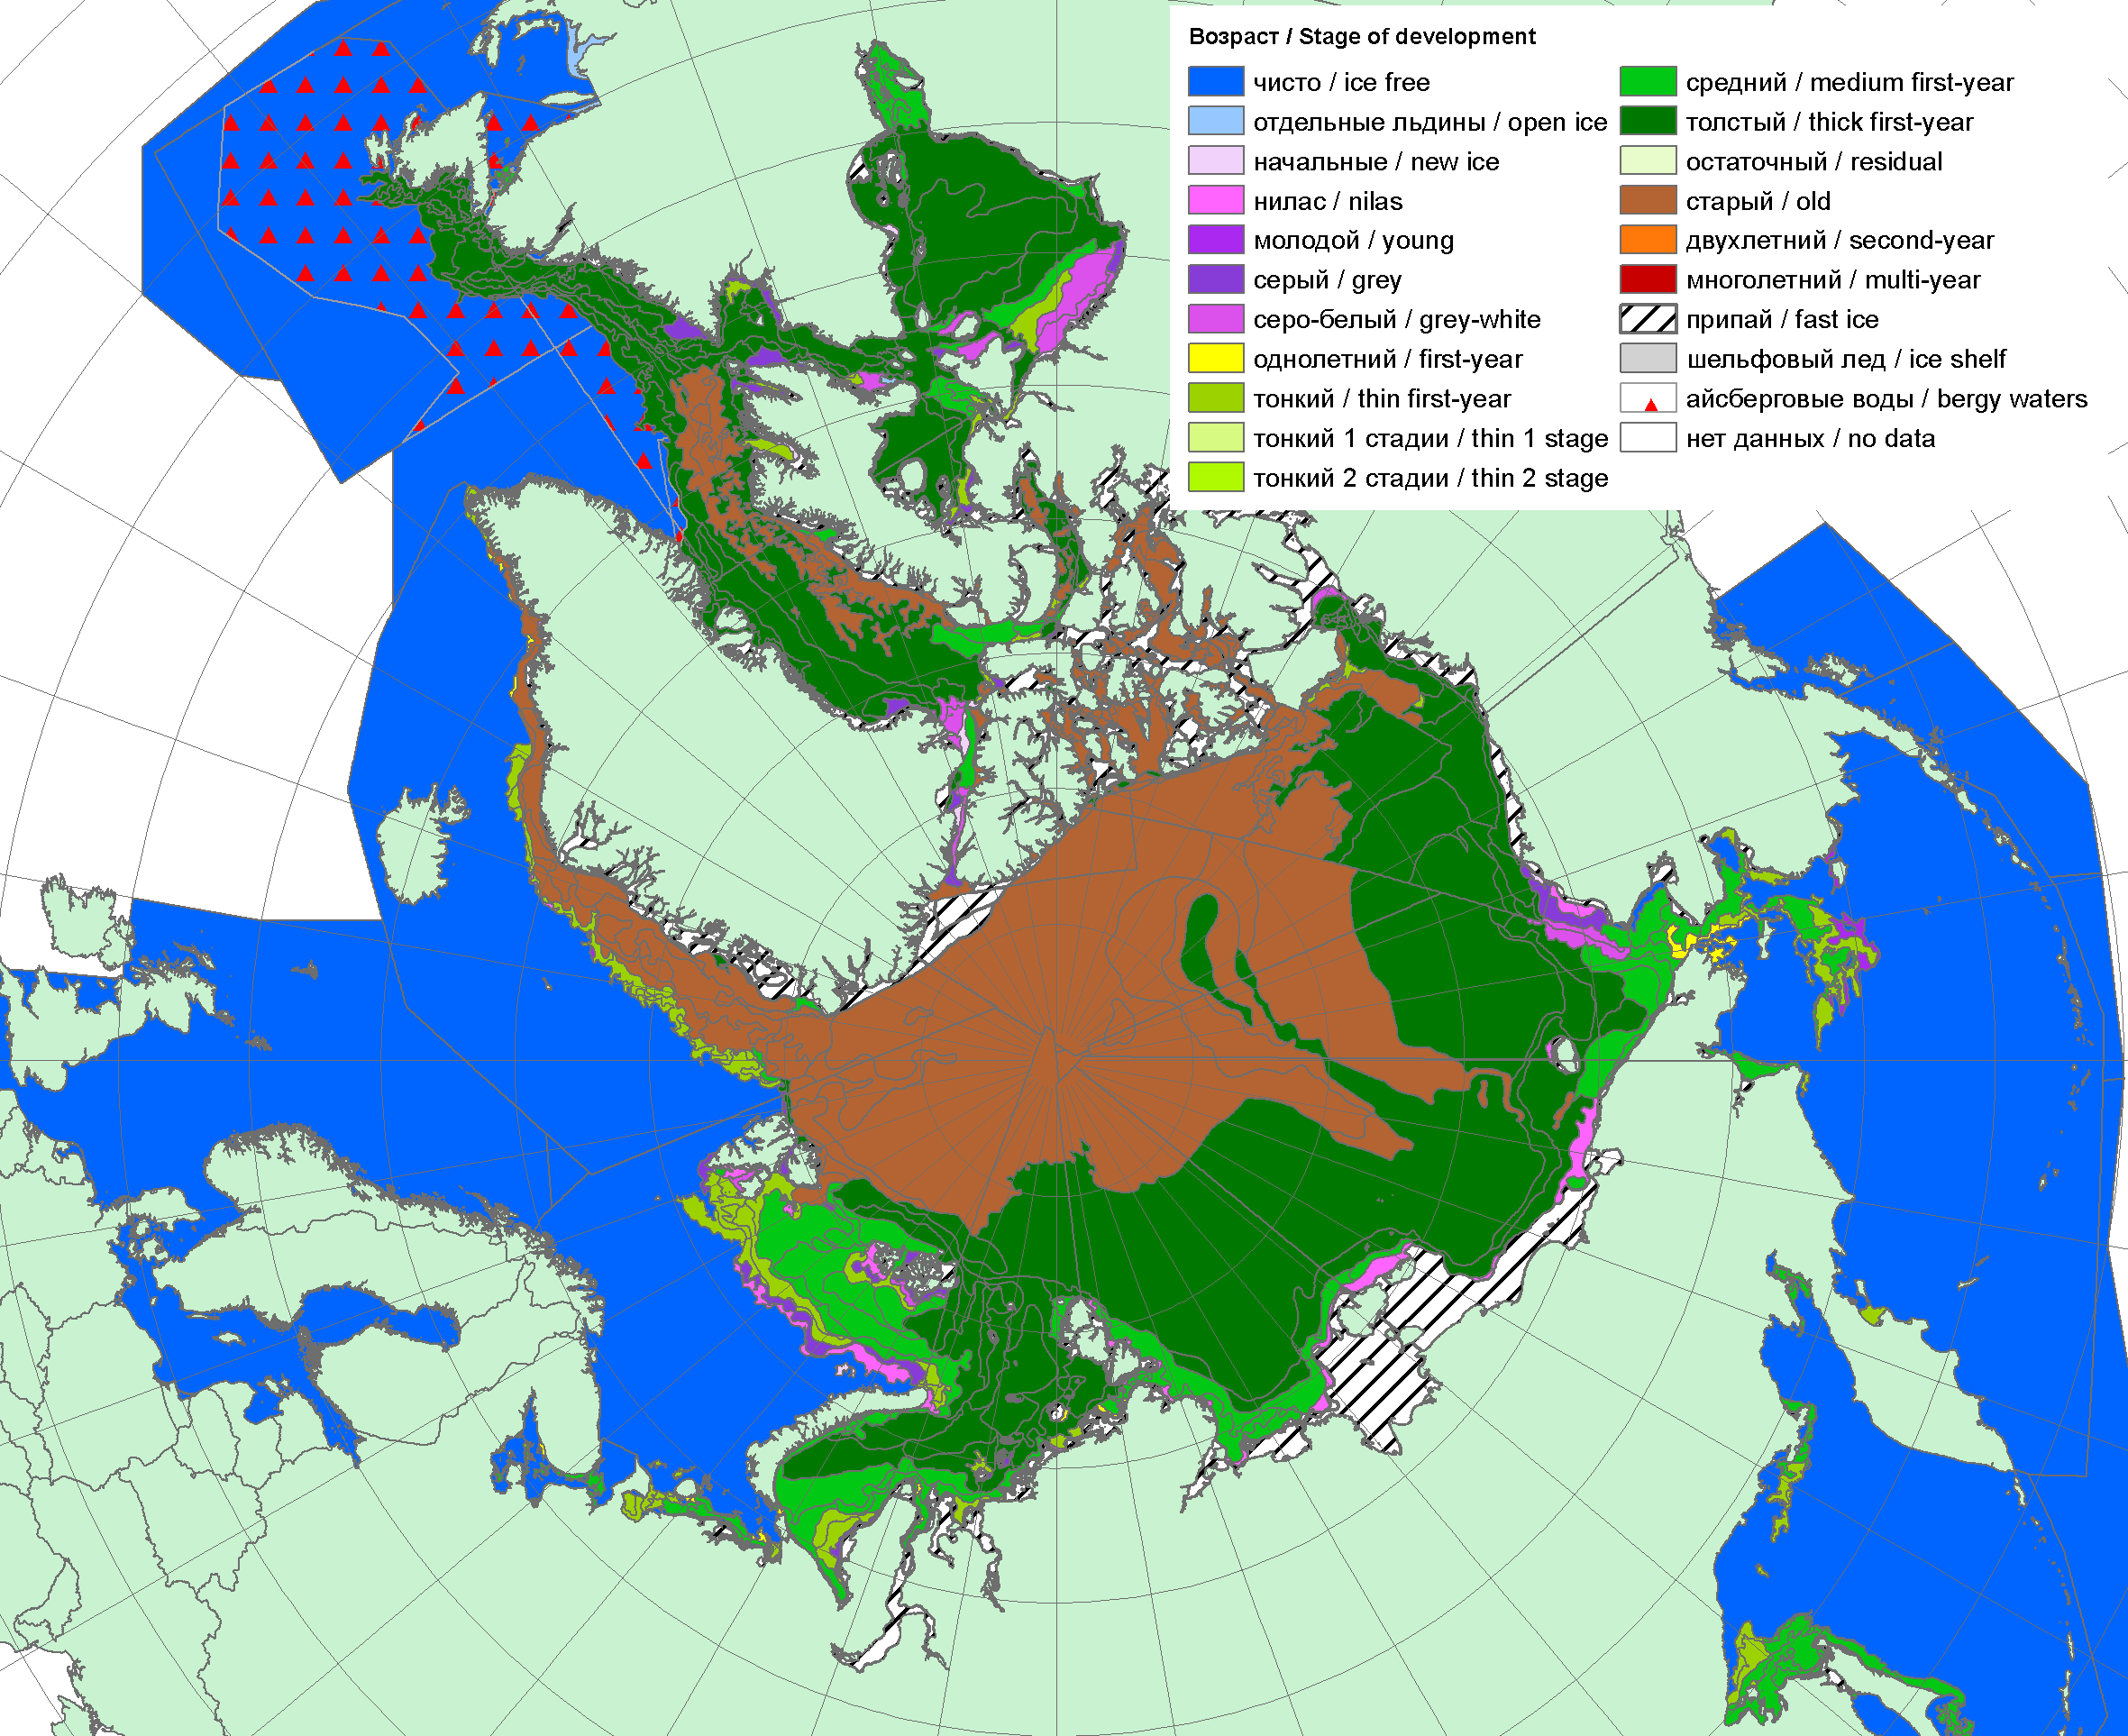 Возраст / Stage of development
чисто / ice free
отдельные льдины / open ice
начальные / new ice
нилас / nilas
молодой / young
серый / grey
серо-белый / grey-white
однолетний / first-year
тонкий / thin first-year
тонкий 1 стадии / thin 1 stage
тонкий 2 стадии / thin 2 stage
средний / medium first-year
толстый / thick first-year
остаточный / residual
старый / old
двухлетний / second-year
многолетний / multi-year
припай / fast ice
шельфовый лед / ice shelf
айсберговые воды / bergy waters
нет данных / no data